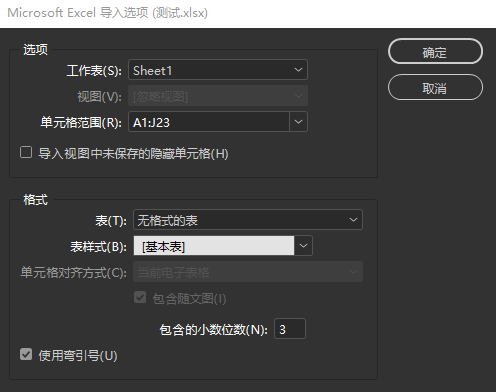 Microsoft Excel 导入选项 (测试.xlsx)
选项
工作表(S): Sheet1
视图(V): [忽略视图]
单元格范围(R): A1:J23
导入视图中未保存的隐藏单元格(H)
确定
取消
格式
表(T): 无格式的表
表样式(B): [基本表]
单元格对齐方式(C): 当前电子表格
包含随文图(I)
包含的小数位数(N): 3
使用弯引号(U)